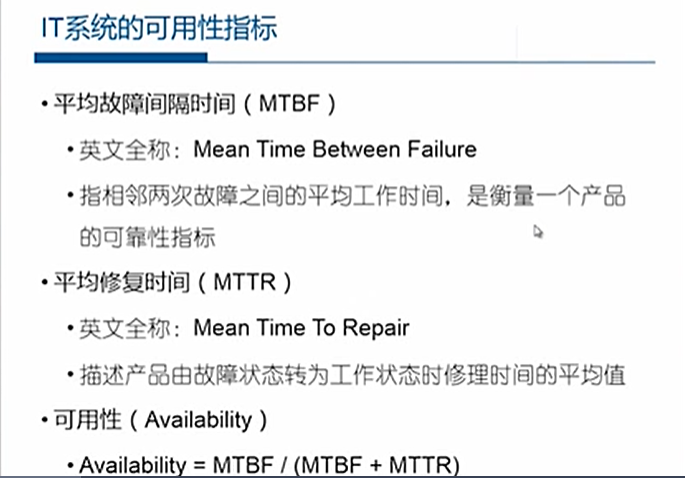 IT系统的可用性指标
•平均故障间隔时间（MTBF）
•英文全称：Mean Time Between Failure
•指相邻两次故障之间的平均工作时间，是衡量一个产品
的可靠性指标
•平均修复时间（MTTR）
•英文全称：Mean Time To Repair
•描述产品由故障状态转为工作状态时修理时间的平均值
•可用性（Availability）
•Availability = MTBF / (MTBF + MTTR)